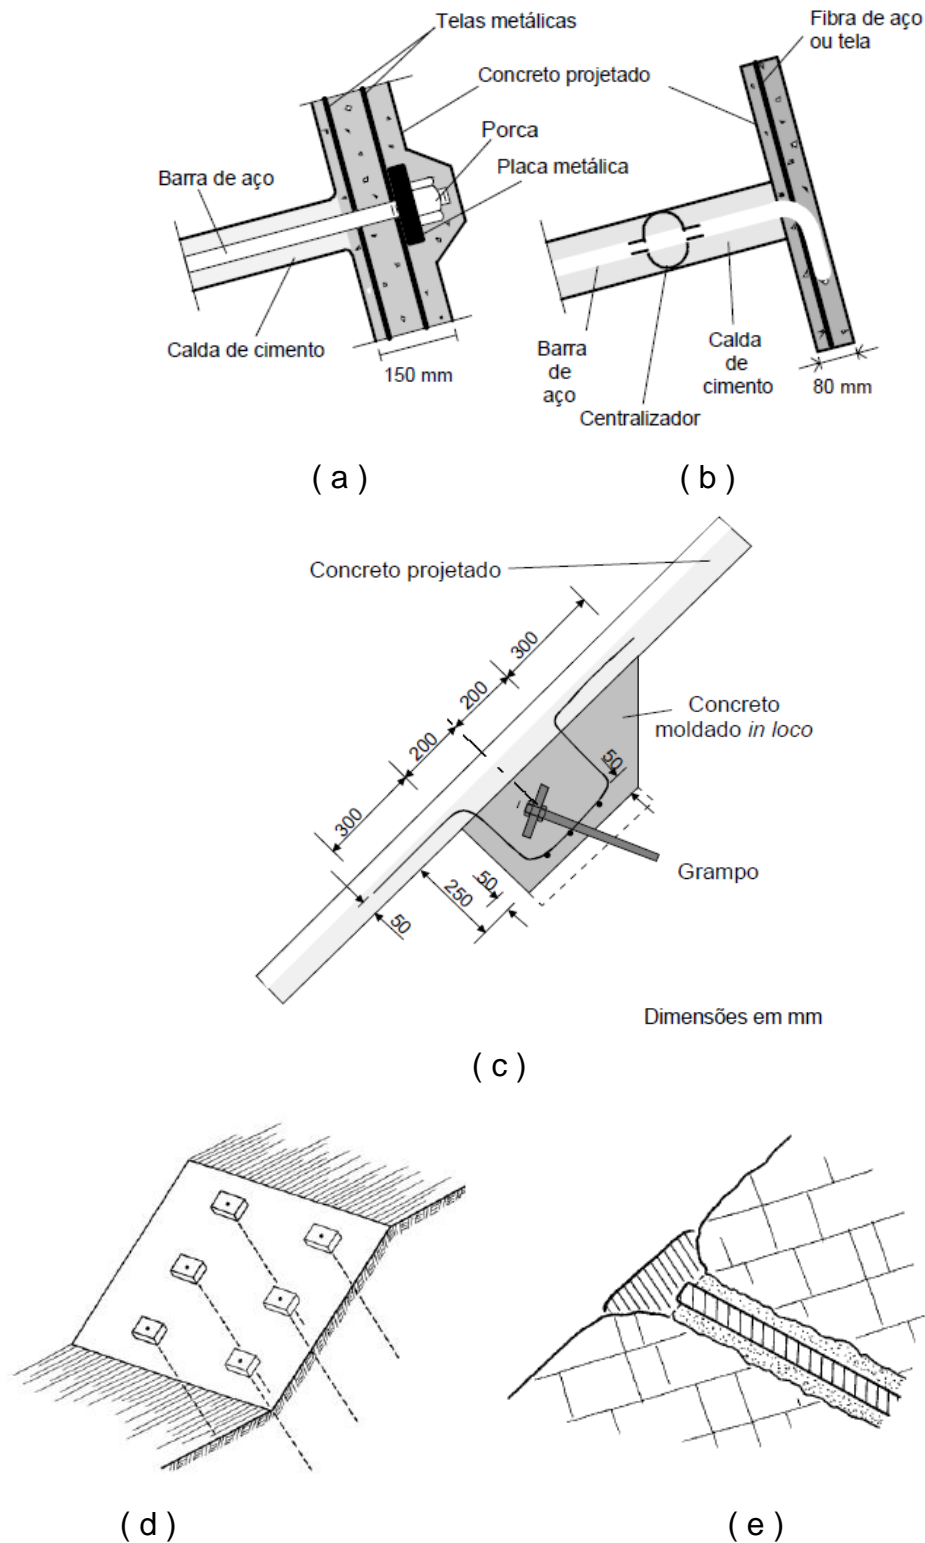 Telas metálicas
Concreto projetado
Porca
Placa metálica
Barra de aço
Calda de cimento
150 mm
( a )
Fibra de aço
ou tela
Barra
de
aço
Calda
de
cimento
Centralizador
80 mm
( b )
Concreto projetado
300
200
200
300
Concreto
moldado in loco
50
Grampo
50
250
50
Dimensões em mm
( c )
( d )
( e )